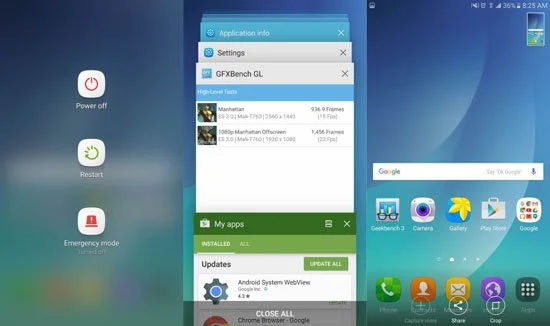 Power off
Restart
Emergency mode
Application info
Settings
GFXBench GL
High-Level Tests
Manhattan
936.9 Frames
ES 3.0 | Mali-T760 | 2560 x 1440
(15 Fps)
1080p Manhattan Offscreen
1,456 Frames
ES 3.0 | Mali-T760 | 1920 x 1080
(23 Fps)
My apps
INSTALLED
ALL
Updates
UPDATE ALL
Android System WebView
Google Inc.
4.3
UPDATE
Chrome Browser - Google
CLOSE ALL
36% 8:25 AM
Google
Say "Ok Google"
Geekbench 3
Camera
Gallery
Play Store
Google
Phone
Apps
Capture more
Share
Crop